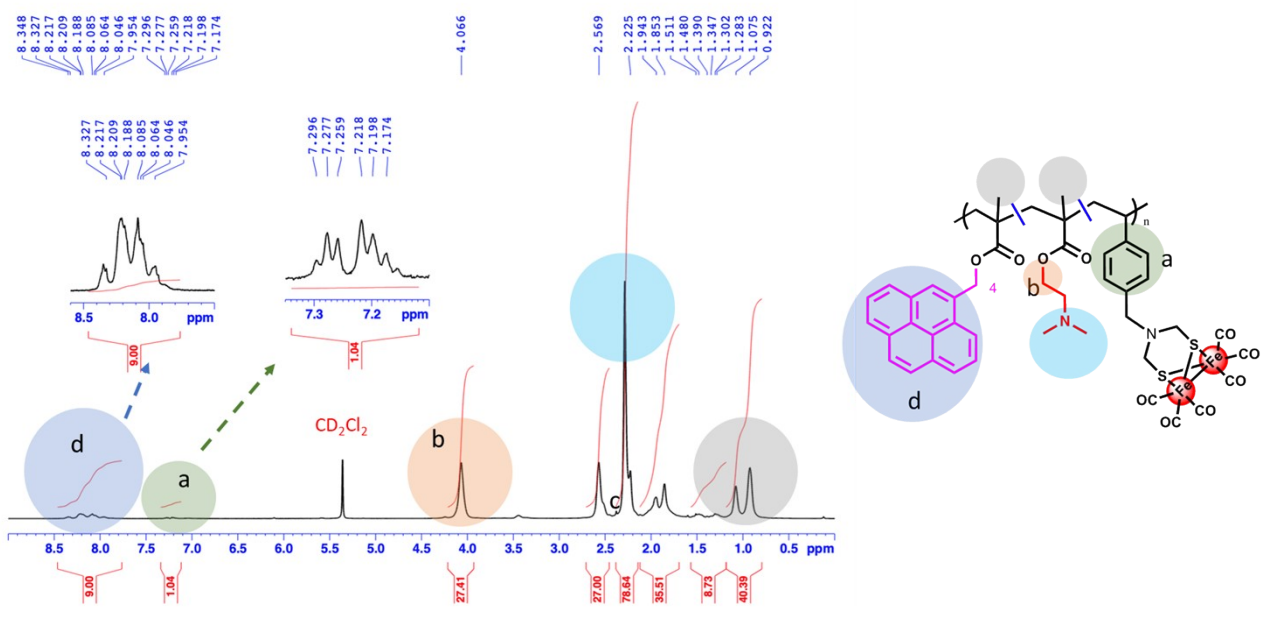 8.348
8.327
8.217
8.209
8.188
8.085
8.064
8.046
7.954
7.296
7.277
7.259
7.218
7.198
7.174
4.066
2.569
2.225
1.943
1.853
1.511
1.480
1.390
1.347
1.302
1.283
1.075
0.922
8.327
8.217
8.209
8.188
8.085
8.064
8.046
7.954
7.296
7.277
7.259
7.218
7.198
7.174
8.5 8.0 ppm
9.00
7.3 7.2 ppm
1.04
CD2Cl2
d
a
b
c
8.5 8.0 7.5 7.0 6.5 6.0 5.5 5.0 4.5 4.0 3.5 3.0 2.5 2.0 1.5 1.0 0.5 ppm
9.00
1.04
27.41
27.00
78.64
35.51
8.73
40.39
n
O O O O
4
a
b
d
N
N
S
S
Fe
Fe
CO
CO
CO
OC
OC
CO